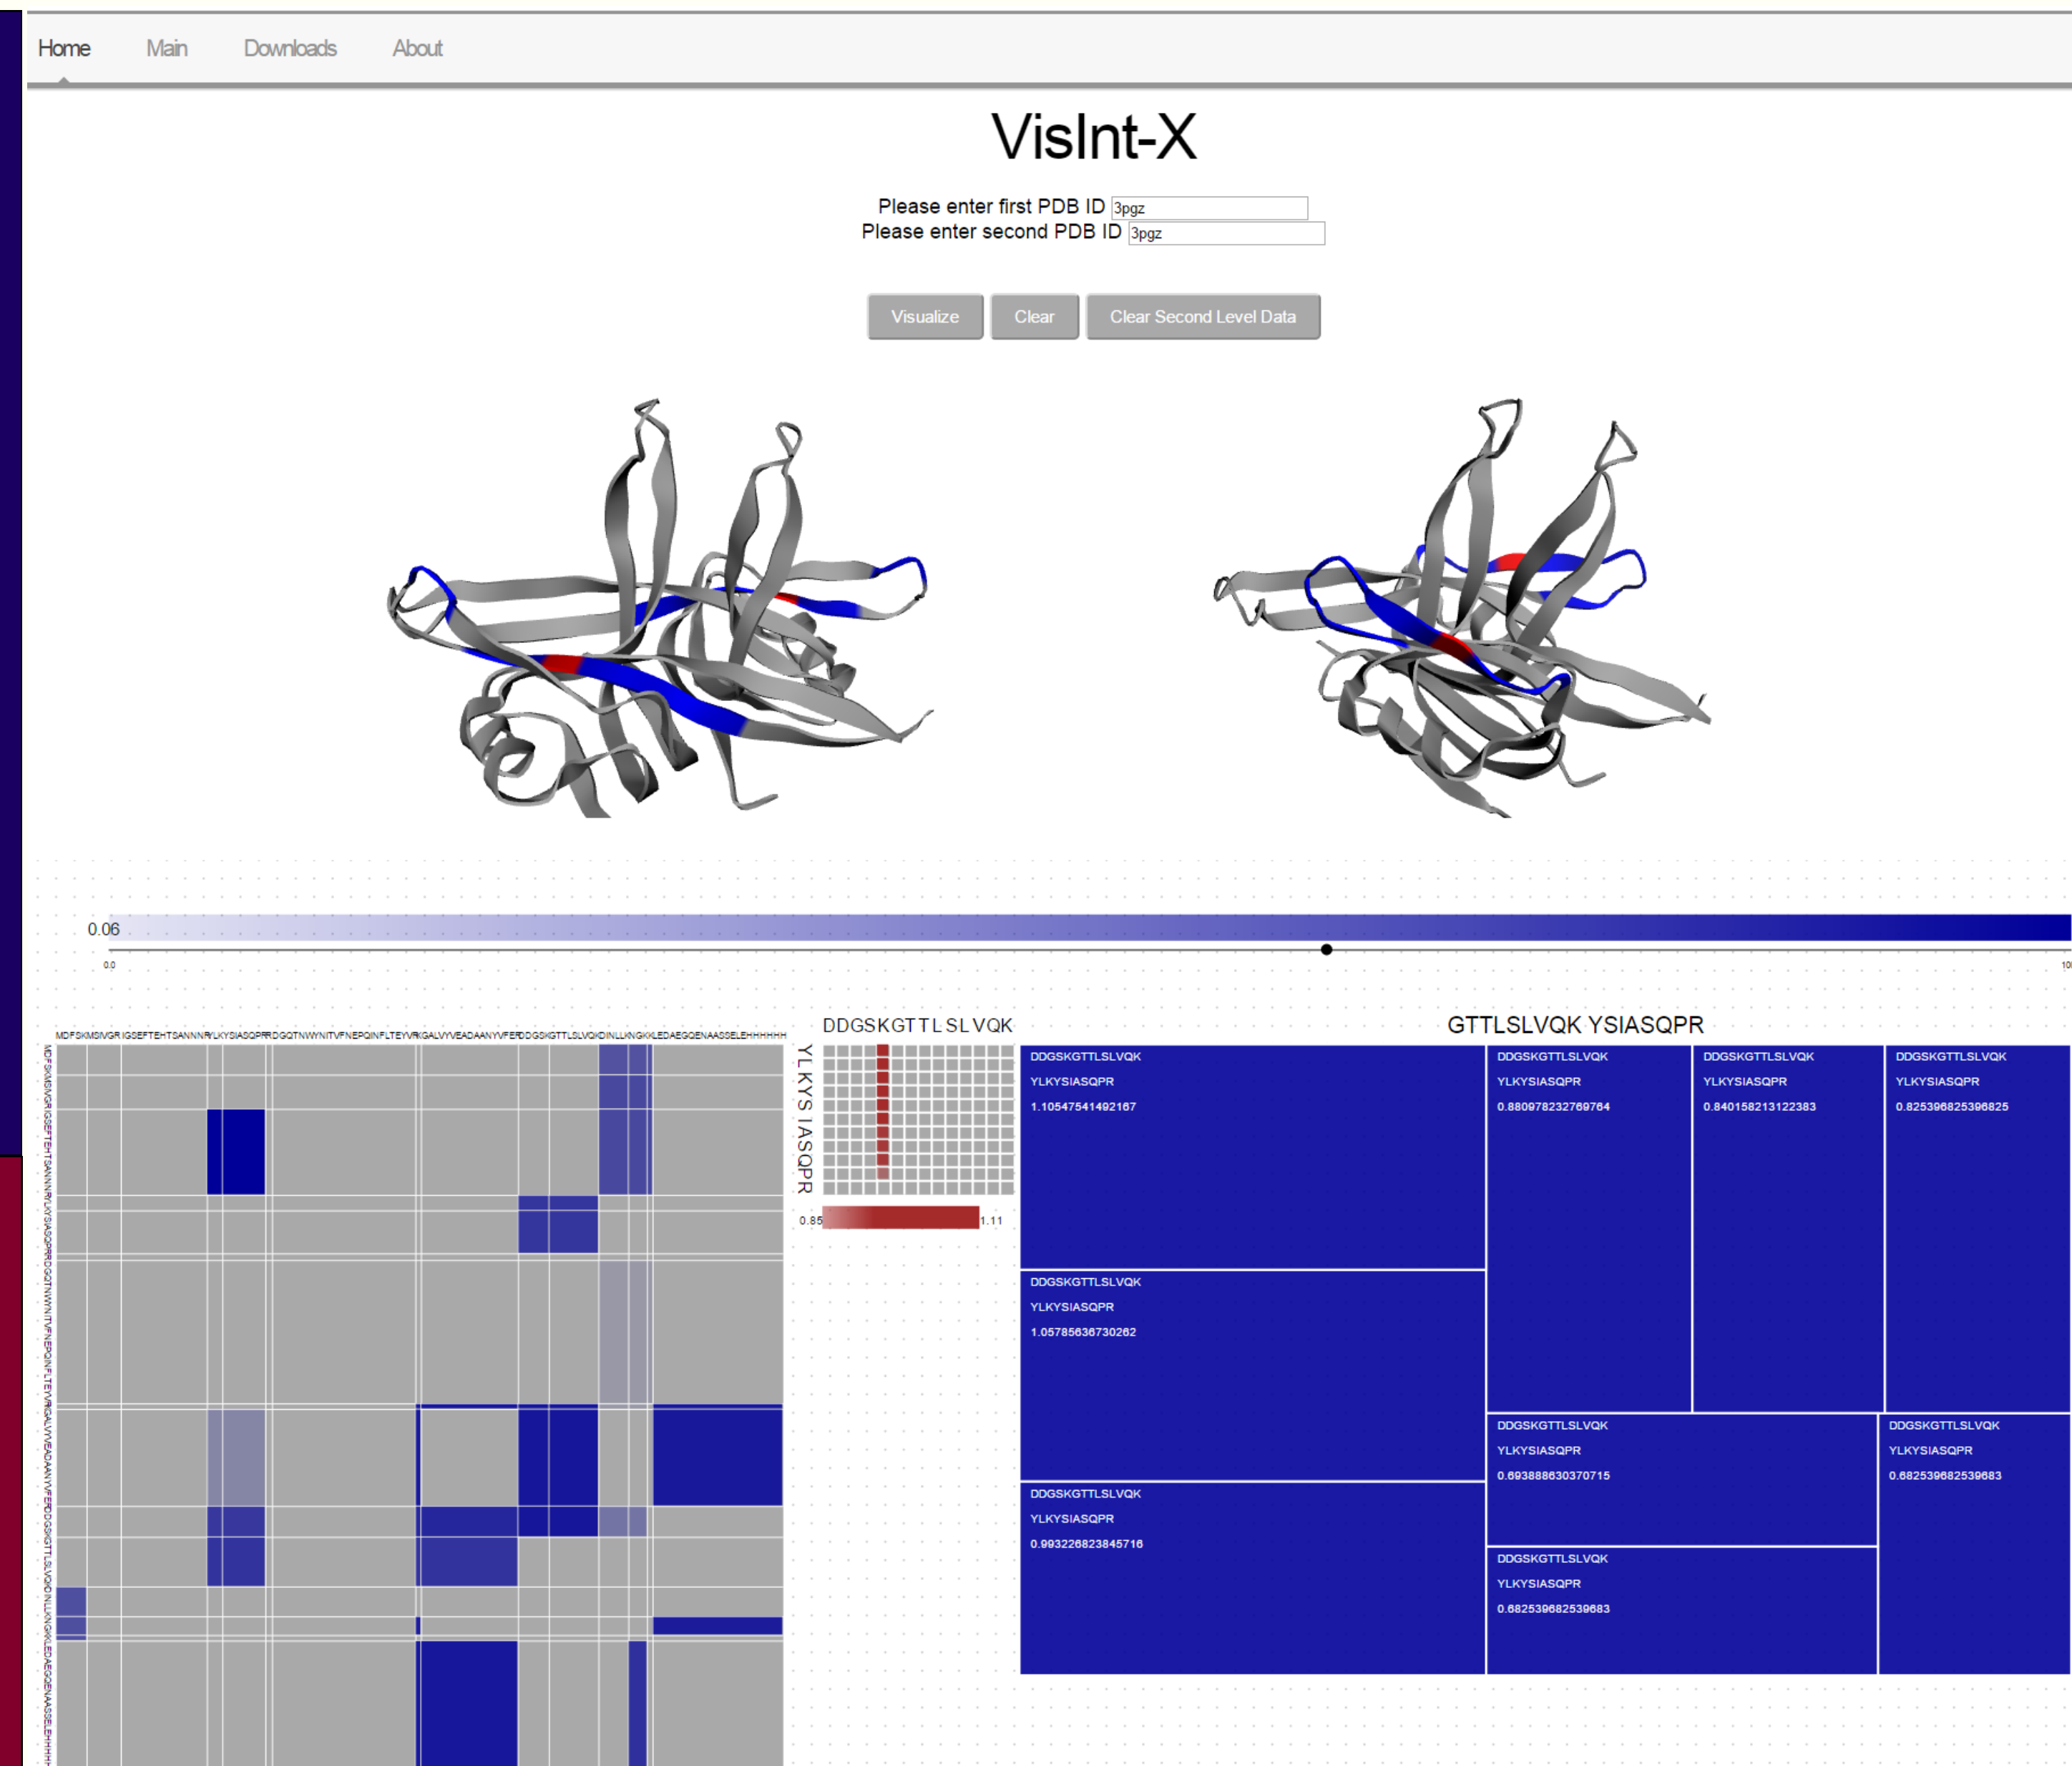 Home Main Downloads About
VisInt-X
Please enter first PDB ID 3pgz
Please enter second PDB ID 3pgz
Visualize Clear Clear Second Level Data
0.06
0.0
DDGSKGTTLSLVQK
YLKYSIASQPR
0.85 1.11
GTTLSLVQK YSIASQPR
DDGSKGTTLSLVQK
YLKYSIASQPR
1.10547541492167
DDGSKGTTLSLVQK
YLKYSIASQPR
0.880978232769764
DDGSKGTTLSLVQK
YLKYSIASQPR
0.840158213122383
DDGSKGTTLSLVQK
YLKYSIASQPR
0.825396825396825
DDGSKGTTLSLVQK
YLKYSIASQPR
1.05785636730262
DDGSKGTTLSLVQK
YLKYSIASQPR
0.693888630370715
DDGSKGTTLSLVQK
YLKYSIASQPR
0.682539682539683
DDGSKGTTLSLVQK
YLKYSIASQPR
0.993226823845716
DDGSKGTTLSLVQK
YLKYSIASQPR
0.682539682539683